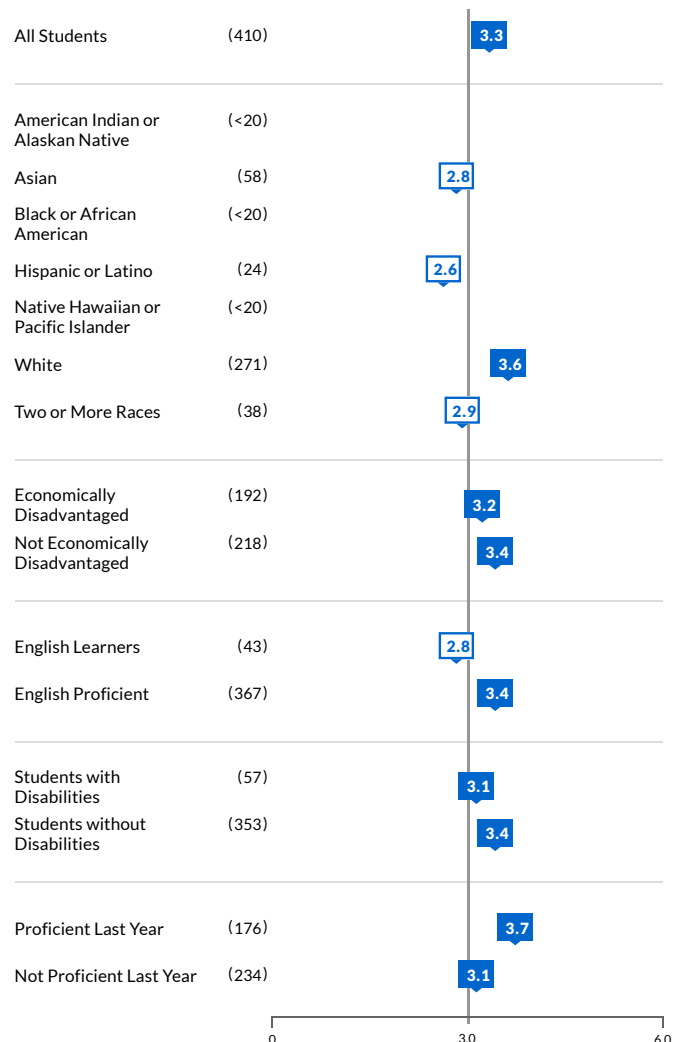 All Students (410) 3.3
American Indian or (<20)
Alaskan Native
Asian (58) 2.8
Black or African (<20)
American
Hispanic or Latino (24) 2.6
Native Hawaiian or (<20)
Pacific Islander
White (271) 3.6
Two or More Races (38) 2.9
Economically (192) 3.2
Disadvantaged
Not Economically (218) 3.4
Disadvantaged
English Learners (43) 2.8
English Proficient (367) 3.4
Students with (57) 3.1
Disabilities
Students without (353) 3.4
Disabilities
Proficient Last Year (176) 3.7
Not Proficient Last Year (234) 3.1
0 3.0 6.0